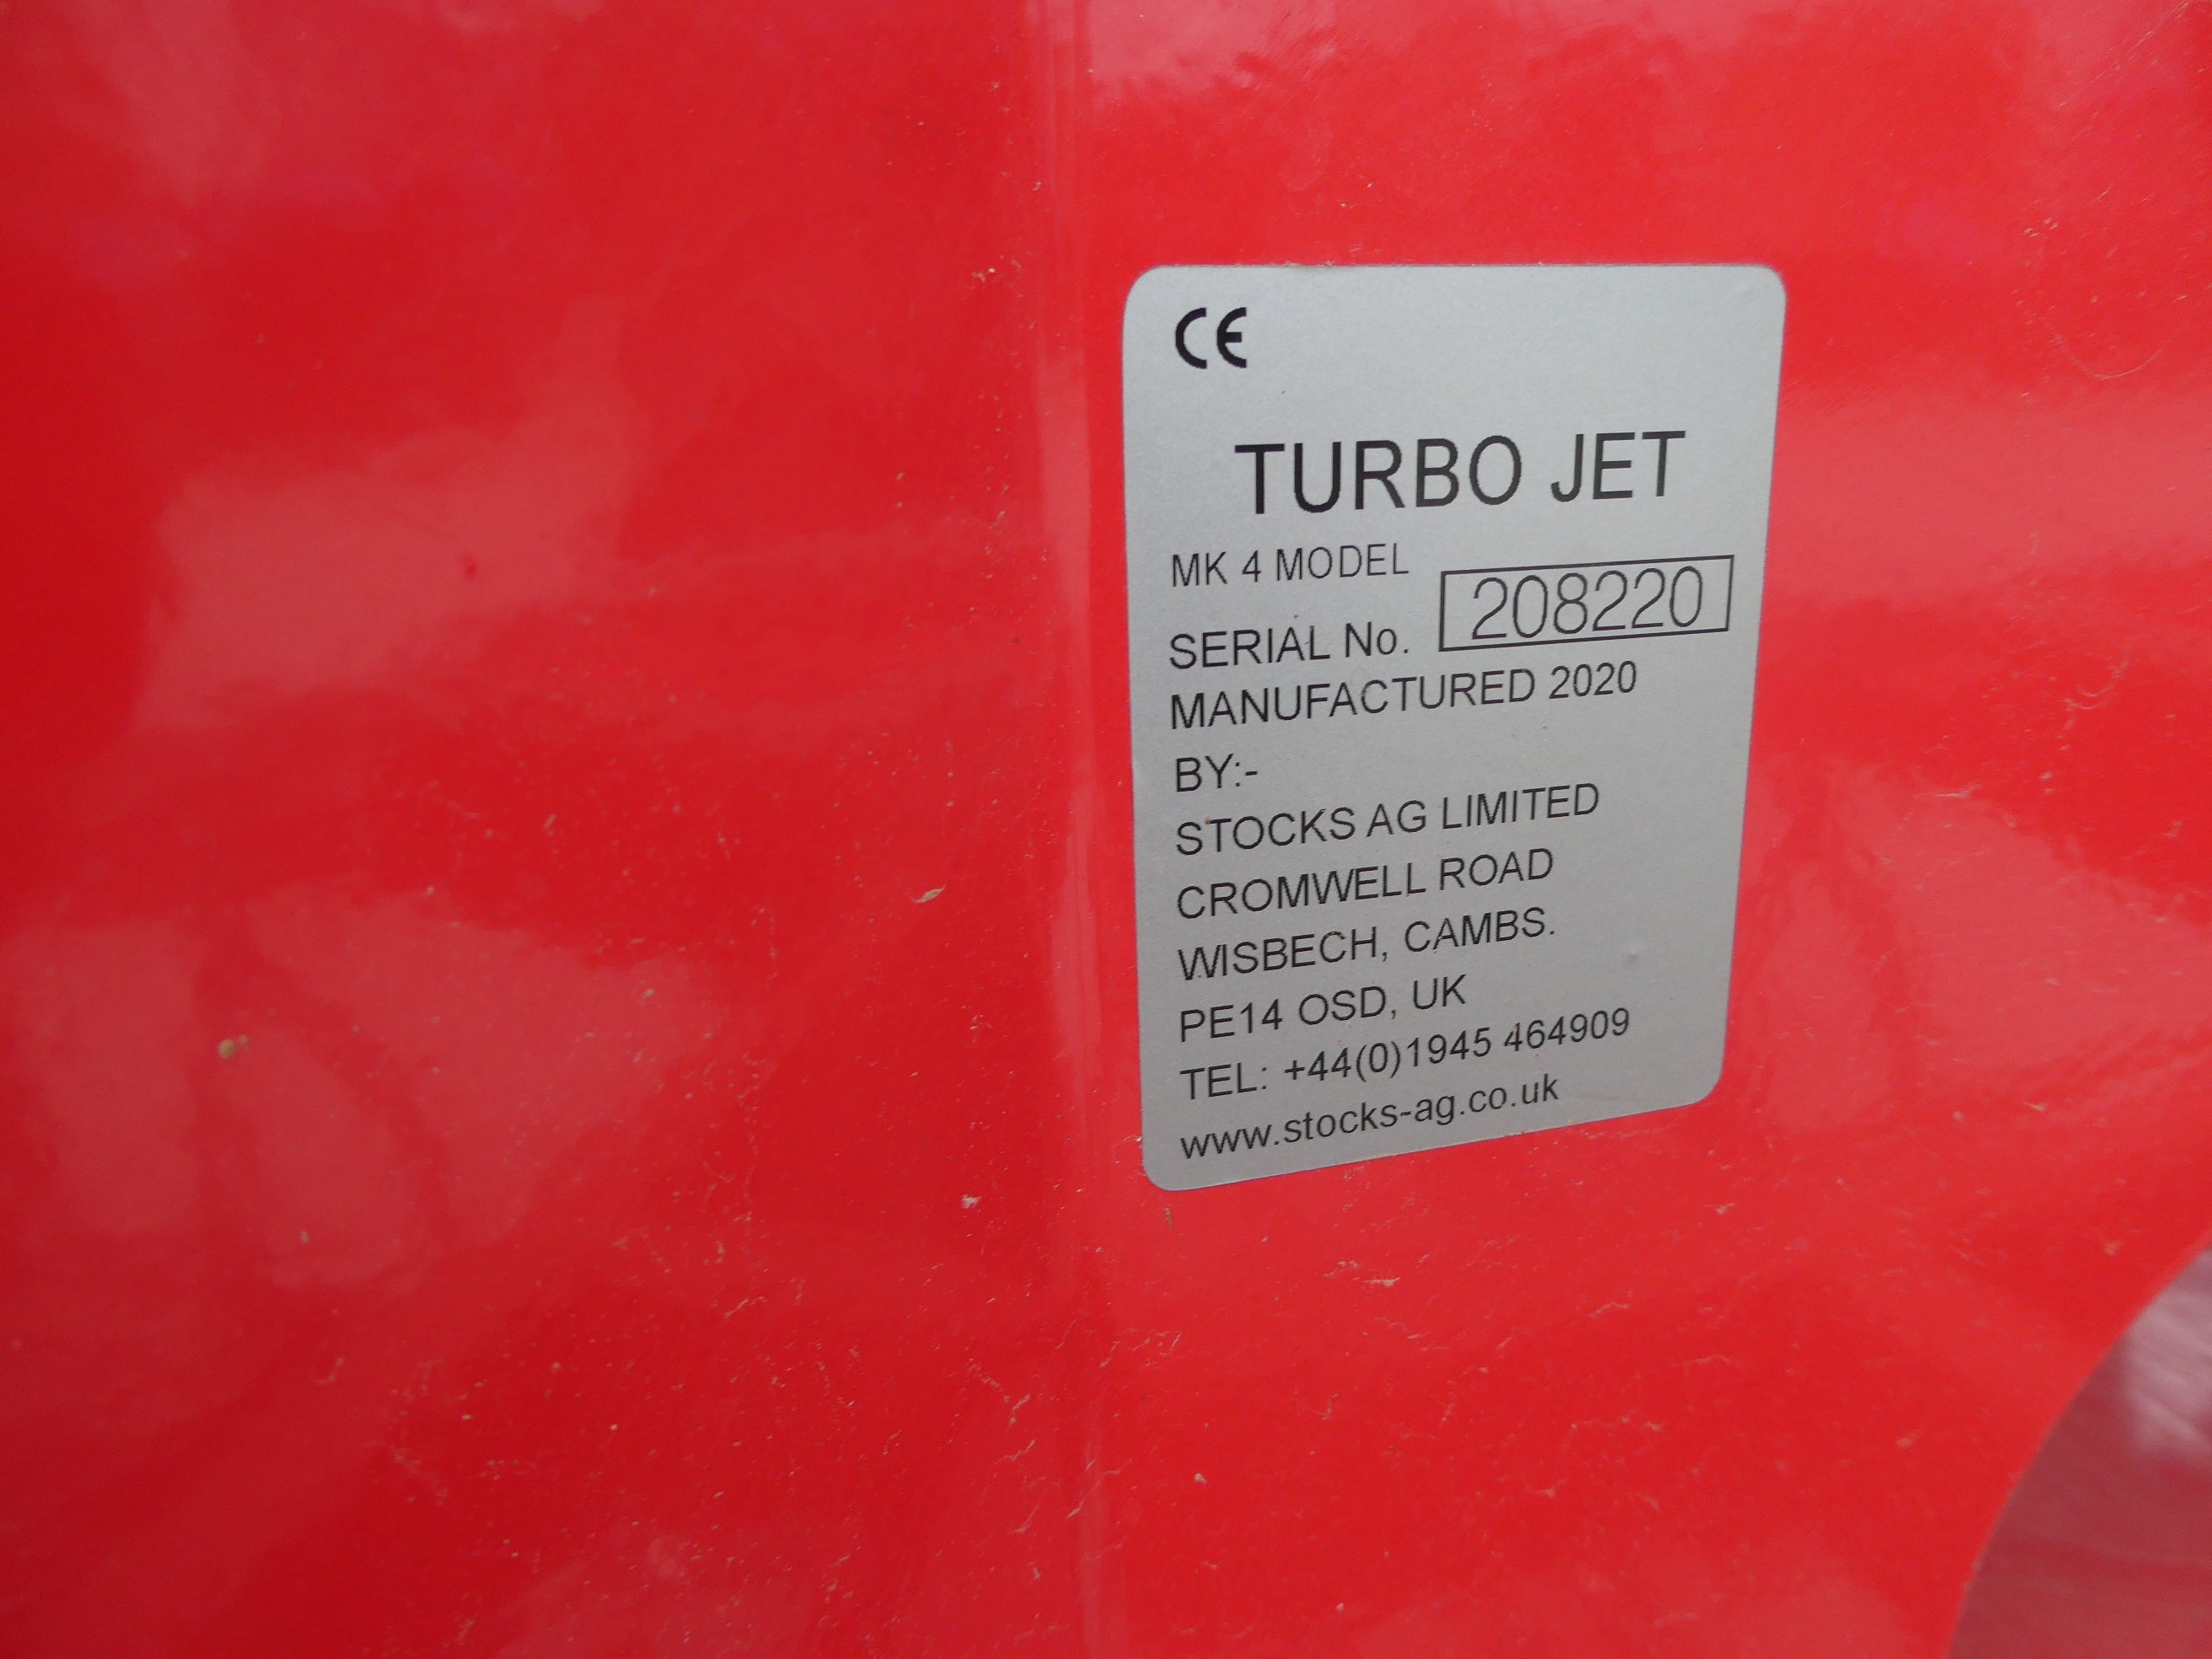 CE
TURBO JET
MK 4 MODEL
SERIAL No. 208220
MANUFACTURED 2020
BY:-
STOCKS AG LIMITED
CROMWELL ROAD
WISBECH, CAMBS.
PE14 OSD, UK
TEL: +44(0)1945 464909
www.stocks-ag.co.uk